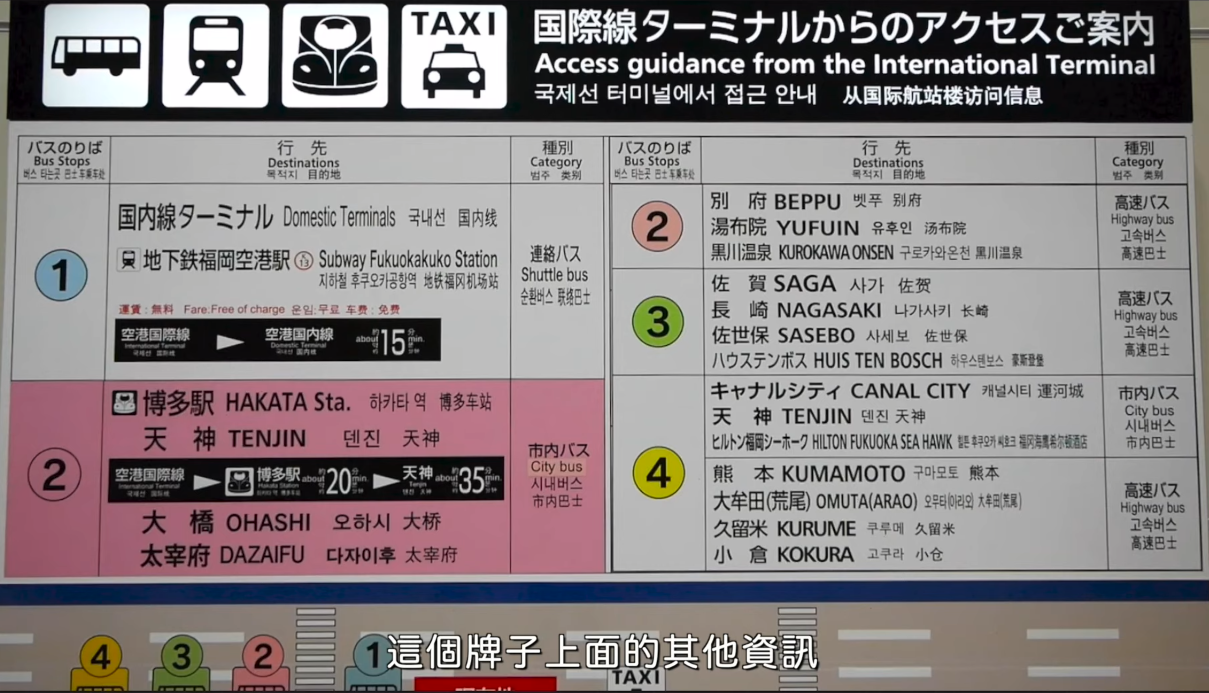 TAXI
国際線ターミナルからのアクセスご案内
Access guidance from the International Terminal
국제선 터미널에서 접근 안내 从国际航站楼访问信息
バスのりば
Bus Stops
버스 타는곳 巴士车乘车处
行先
Destinations
목적지 目的地
種別
Category
범주 类别
1
国内線ターミナル Domestic Terminals 국내선 国内线
地下鉄福岡空港駅 Subway Fukuokakuko Station
지하철 후쿠오카공항역 地铁福冈机场站
運賃:無料 Fare:Free of charge 운임:무료 车费:免费
空港国際線 空港国内線 約 about 15 分 min.
International Terminal Domestic Terminal
국제선 国际线 국내선 国内线
連絡バス
Shuttle bus
순환버스 联络巴士
2
博多駅 HAKATA Sta. 하카타 역 博多车站
天神 TENJIN 텐진 天神
空港国際線 博多駅 約 about 20 分 min. 天神 約 about 35 分 min.
International Terminal Hakata Station Tenjin
국제선 国际线 하카타 역 博多车站 텐진 天神
大橋 OHASHI 오하시 大桥
太宰府 DAZAIFU 다자이후 太宰府
市内バス
City bus
시내버스
市内巴士
バスのりば
Bus Stops
버스 타는곳 巴士车乘车处
行先
Destinations
목적지 目的地
種別
Category
범주 类别
2
別府 BEPPU 벳푸 别府
湯布院 YUFUIN 유후인 汤布院
黒川温泉 KUROKAWA ONSEN 구로카와온천 黒川温泉
高速バス
Highway bus
고속버스
高速巴士
3
佐賀 SAGA 사가 佐贺
長崎 NAGASAKI 나가사키 长崎
佐世保 SASEBO 사세보 佐世保
ハウステンボス HUIS TEN BOSCH 하우스텐보스 豪斯登堡
高速バス
Highway bus
고속버스
高速巴士
4
キャナルシティ CANAL CITY 캐널시티 運河城
天神 TENJIN 텐진 天神
ヒルトン福岡シーホーク HILTON FUKUOKA SEA HAWK 힐튼 후쿠오카 씨호크 福冈海鹰希尔顿酒店
市内バス
City bus
시내버스
市内巴士
熊本 KUMAMOTO 구마모토 熊本
大牟田(荒尾) OMUTA(ARAO) 오무타(아라오) 大牟田(荒尾)
久留米 KURUME 쿠루메 久留米
小倉 KOKURA 고쿠라 小仓
高速バス
Highway bus
고속버스
高速巴士
4 3 2 1
這個牌子上面的其他資訊
TAXI